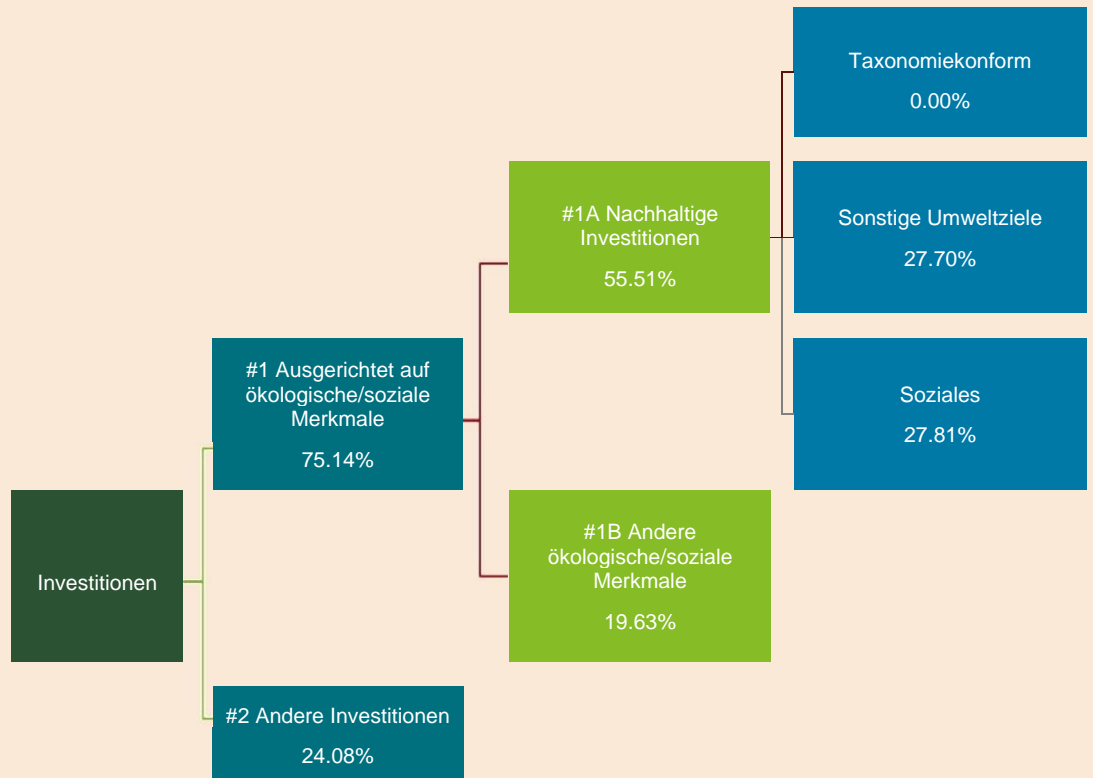 Taxonomiekonform
0.00%
#1A Nachhaltige
Investitionen
55.51%
Sonstige Umweltziele
27.70%
#1 Ausgerichtet auf
ökologische/soziale
Merkmale
75.14%
Soziales
27.81%
Investitionen
#1B Andere
ökologische/soziale
Merkmale
19.63%
#2 Andere Investitionen
24.08%